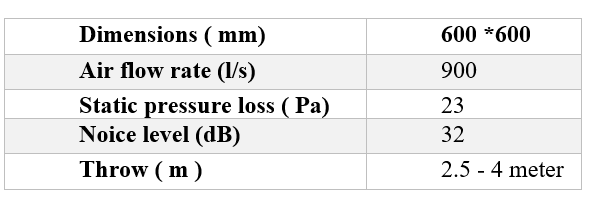 Dimensions ( mm) 600 *600
Air flow rate (l/s) 900
Static pressure loss ( Pa) 23
Noice level (dB) 32
Throw ( m ) 2.5 - 4 meter